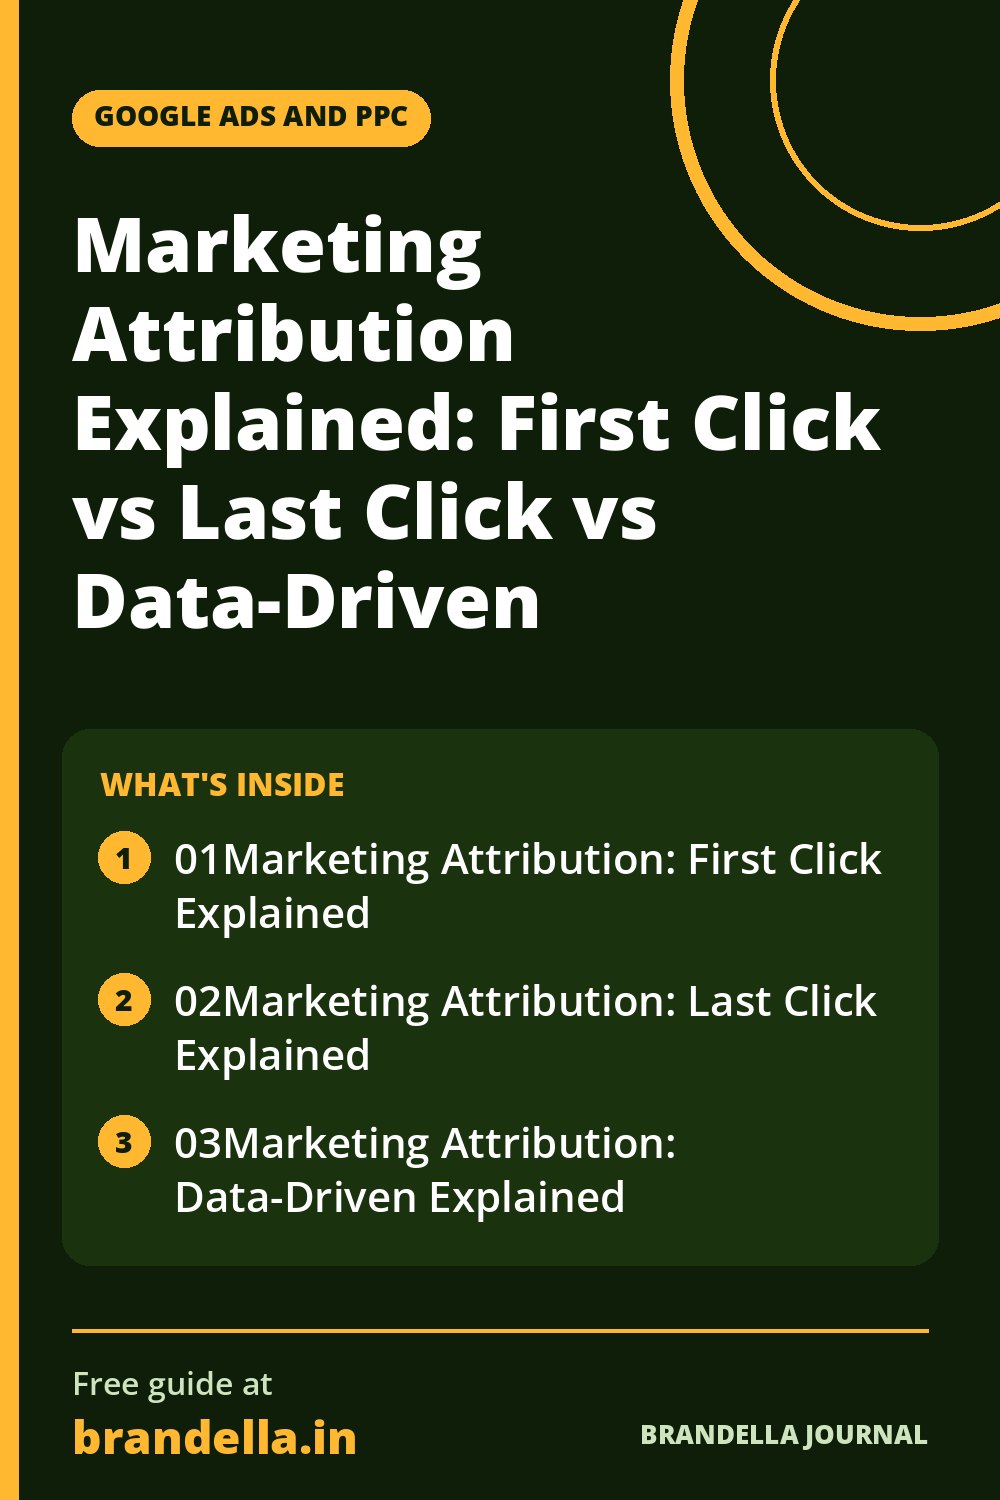 GOOGLE ADS AND PPC
Marketing
Attribution
Explained: First Click
vs Last Click vs
Data-Driven
WHAT'S INSIDE
1 01Marketing Attribution: First Click
Explained
2 02Marketing Attribution: Last Click
Explained
3 03Marketing Attribution:
Data-Driven Explained
Free guide at
brandella.in
BRANDELLA JOURNAL